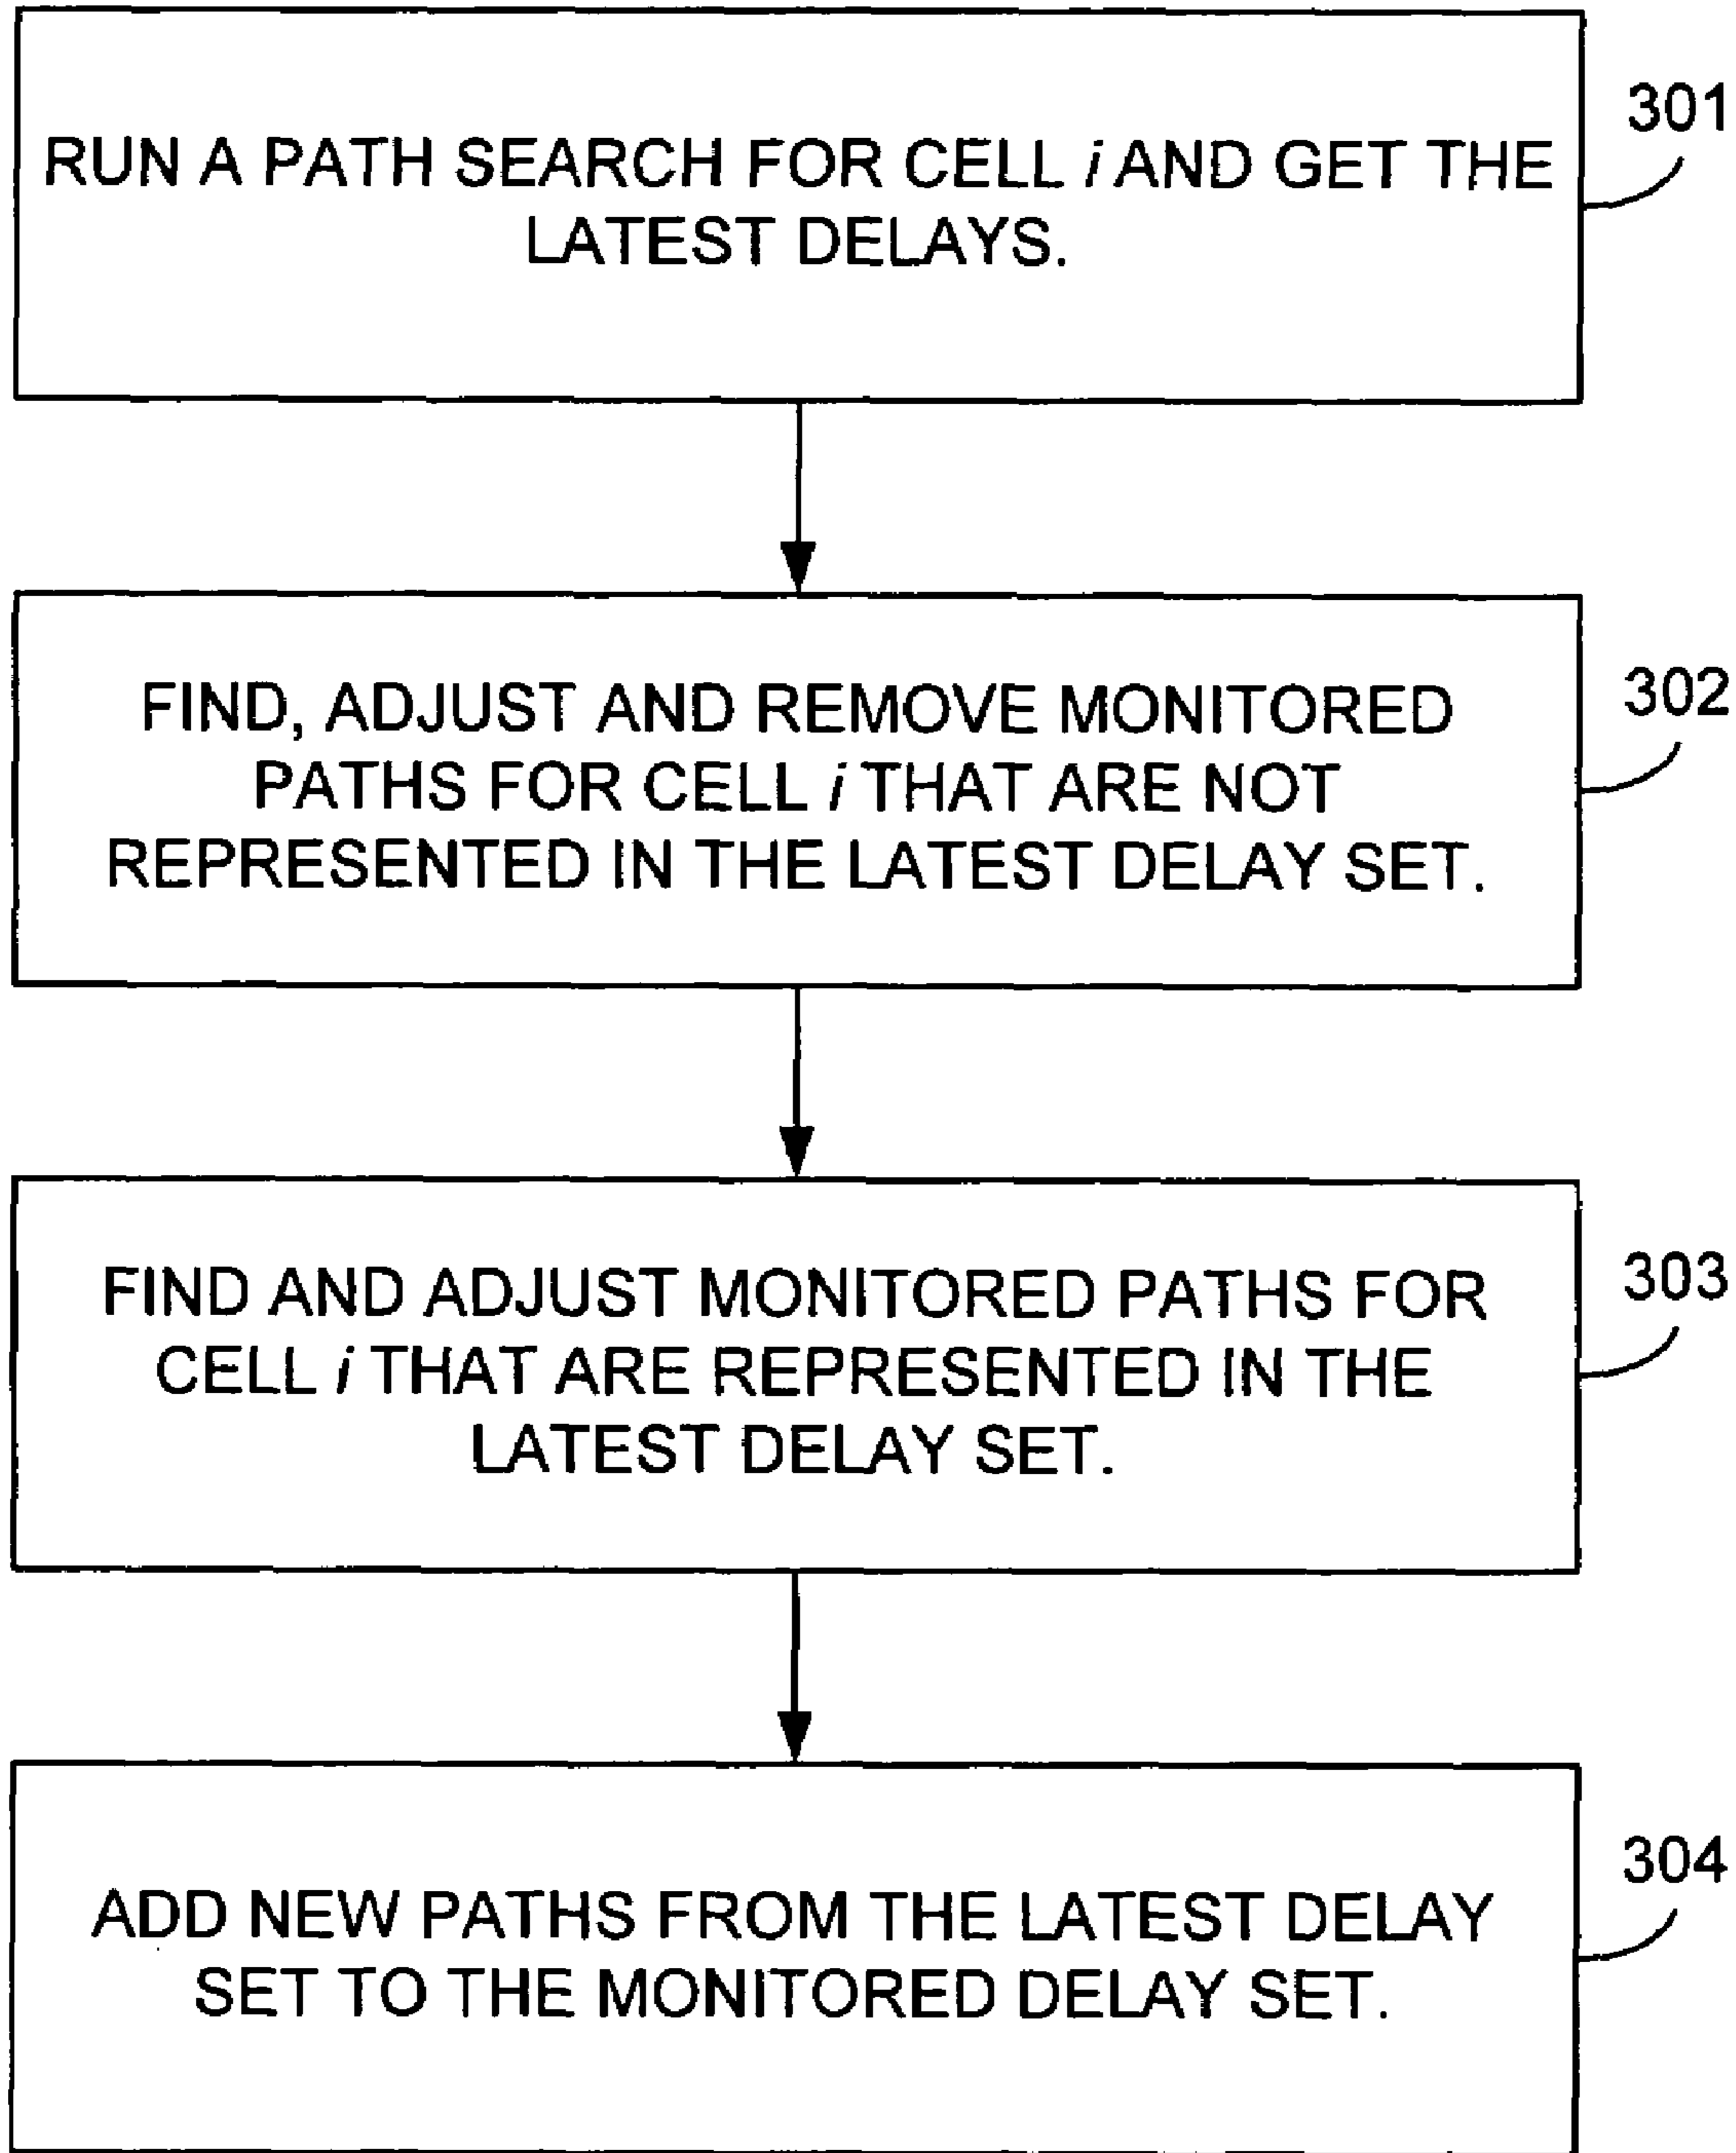 RUN A PATH SEARCH FOR CELL i AND GET THE
LATEST DELAYS.
301
FIND, ADJUST AND REMOVE MONITORED
PATHS FOR CELL i THAT ARE NOT
REPRESENTED IN THE LATEST DELAY SET.
302
FIND AND ADJUST MONITORED PATHS FOR
CELL i THAT ARE REPRESENTED IN THE
LATEST DELAY SET.
303
ADD NEW PATHS FROM THE LATEST DELAY
SET TO THE MONITORED DELAY SET.
304